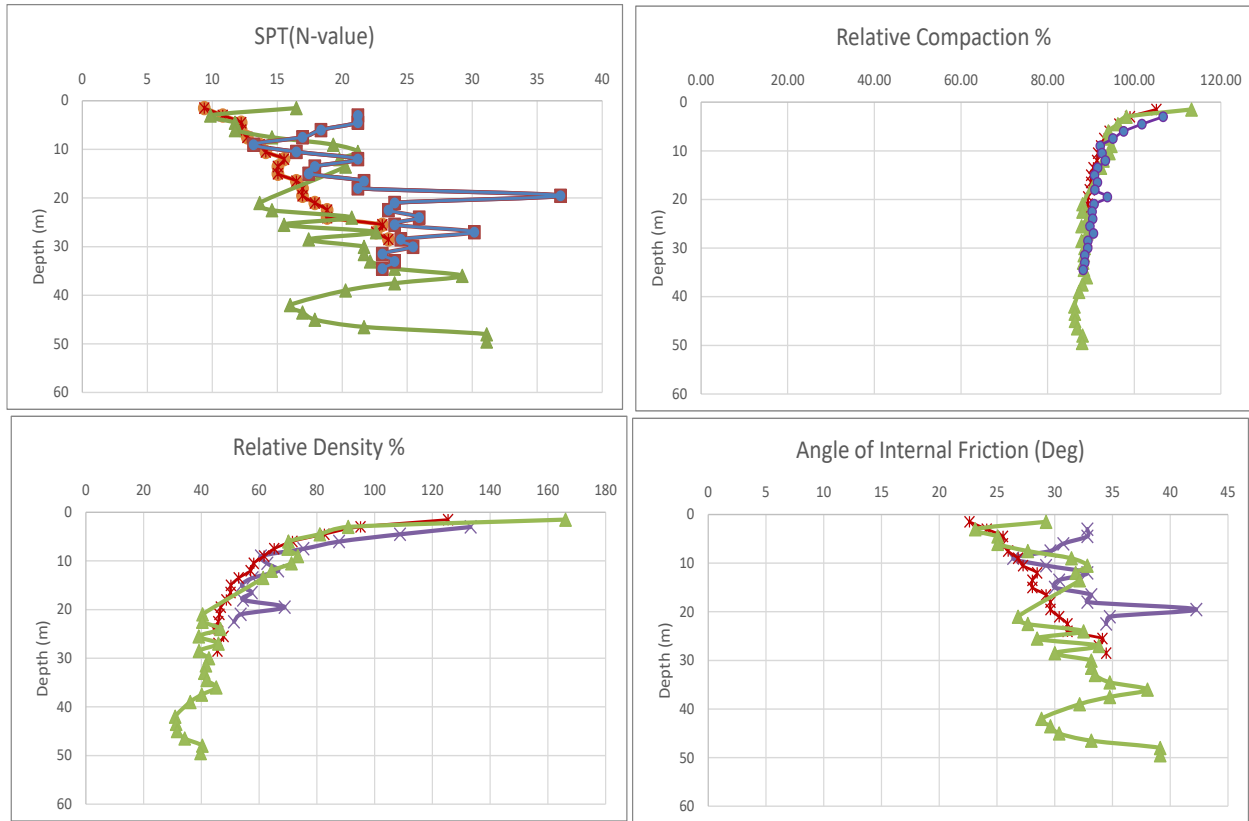 SPT(N-value)
0 5 10 15 20 25 30 35 40
0
10
20
30
40
50
60
Depth (m)
Relative Compaction %
0.00 20.00 40.00 60.00 80.00 100.00 120.00
0
10
20
30
40
50
60
Depth (m)
Relative Density %
0 20 40 60 80 100 120 140 160 180
0
10
20
30
40
50
60
Depth (m)
Angle of Internal Friction (Deg)
0 5 10 15 20 25 30 35 40 45
0
10
20
30
40
50
60
Depth (m)